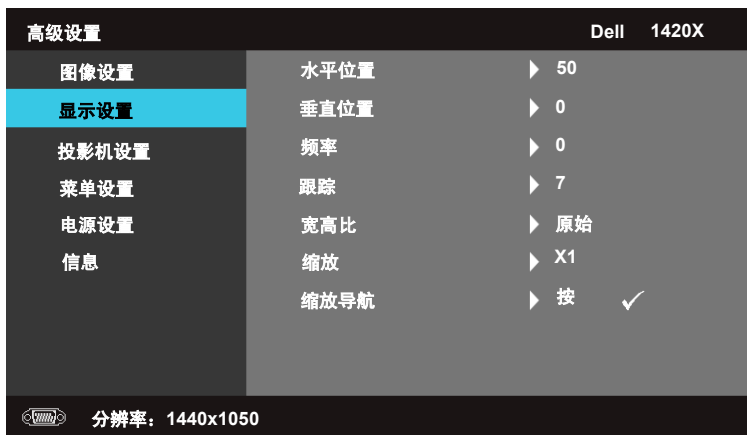 高级设置 Dell 1420X
图像设置
显示设置
投影机设置
菜单设置
电源设置
信息
水平位置 50
垂直位置 0
频率 0
跟踪 7
宽高比 原始
缩放 X1
缩放导航 按
分辨率：1440x1050